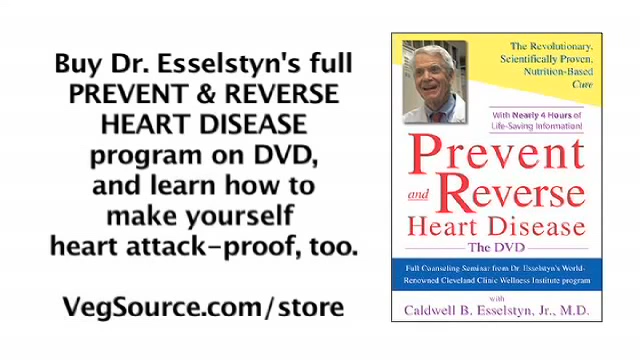 Buy Dr. Esselstyn's full
PREVENT & REVERSE
HEART DISEASE
program on DVD,
and learn how to
make yourself
heart attack-proof, too.
VegSource.com/store
The Revolutionary,
Scientifically Proven,
Nutrition-Based
Cure
With Nearly 4 Hours of
Life-Saving Information!
Prevent
and Reverse
Heart Disease
The DVD
Full Counseling Seminar from Dr. Esselstyn's World-
Renowned Cleveland Clinic Wellness Institute program
with
Caldwell B. Esselstyn, Jr., M.D.